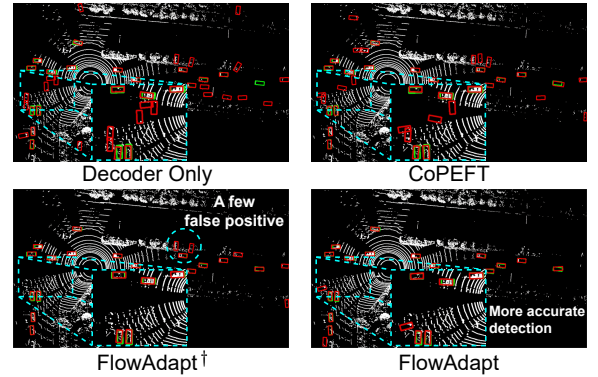 Decoder Only
CoPEFT
A few
false positive
More accurate
detection
FlowAdapt†
FlowAdapt